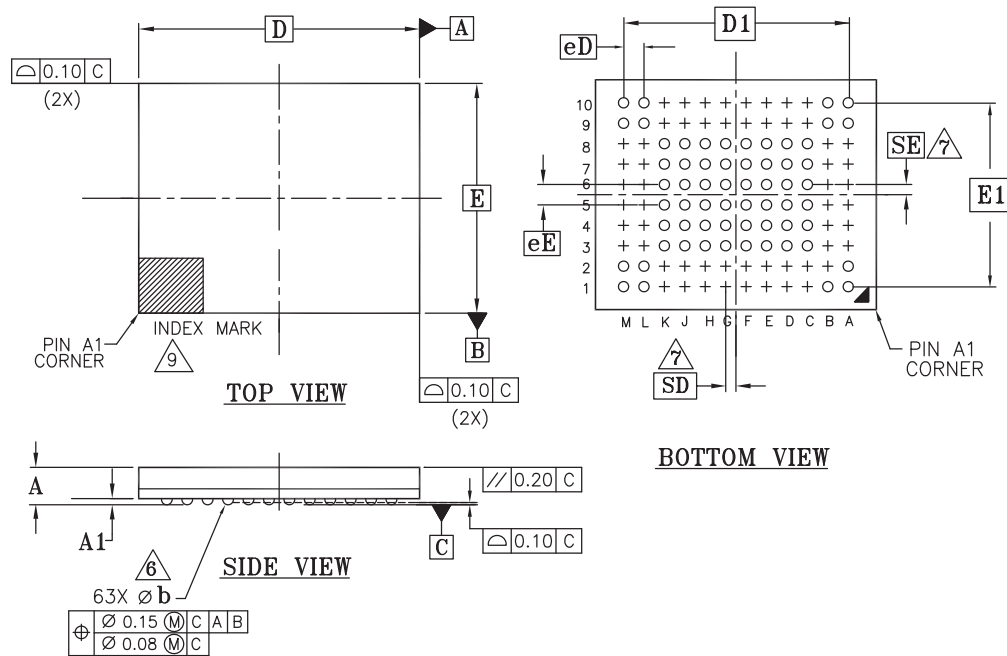 D
A
⌓ 0.10 C
(2X)
E
PIN A1
CORNER
INDEX MARK
9
B
TOP VIEW
⌓ 0.10 C
(2X)
D1
eD
10
9
8
7
6
5
4
3
2
1
SE 7
E1
eE
M L K J H G F E D C B A
7
SD
PIN A1
CORNER
BOTTOM VIEW
A
A1
// 0.20 C
C
⌓ 0.10 C
SIDE VIEW
6
63X Ø b
⌖ Ø 0.15 Ⓜ C A B
Ø 0.08 Ⓜ C